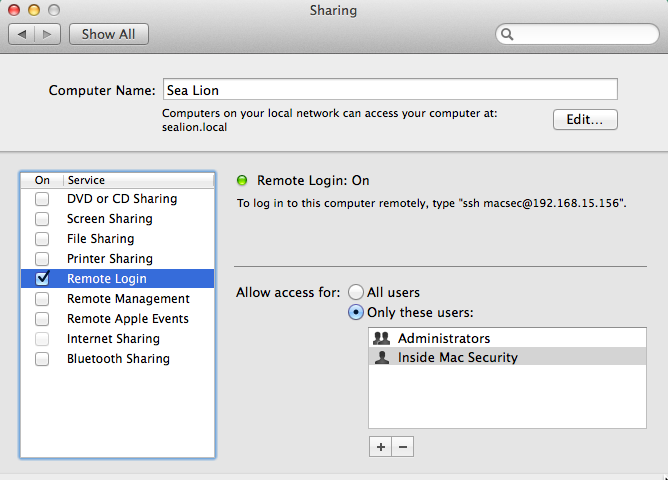 Sharing
Show All
Computer Name: Sea Lion
Computers on your local network can access your computer at:
sealion.local
Edit...
On Service
DVD or CD Sharing
Screen Sharing
File Sharing
Printer Sharing
Remote Login
Remote Management
Remote Apple Events
Internet Sharing
Bluetooth Sharing
Remote Login: On
To log in to this computer remotely, type "ssh macsec@192.168.15.156".
Allow access for: All users
Only these users:
Administrators
Inside Mac Security